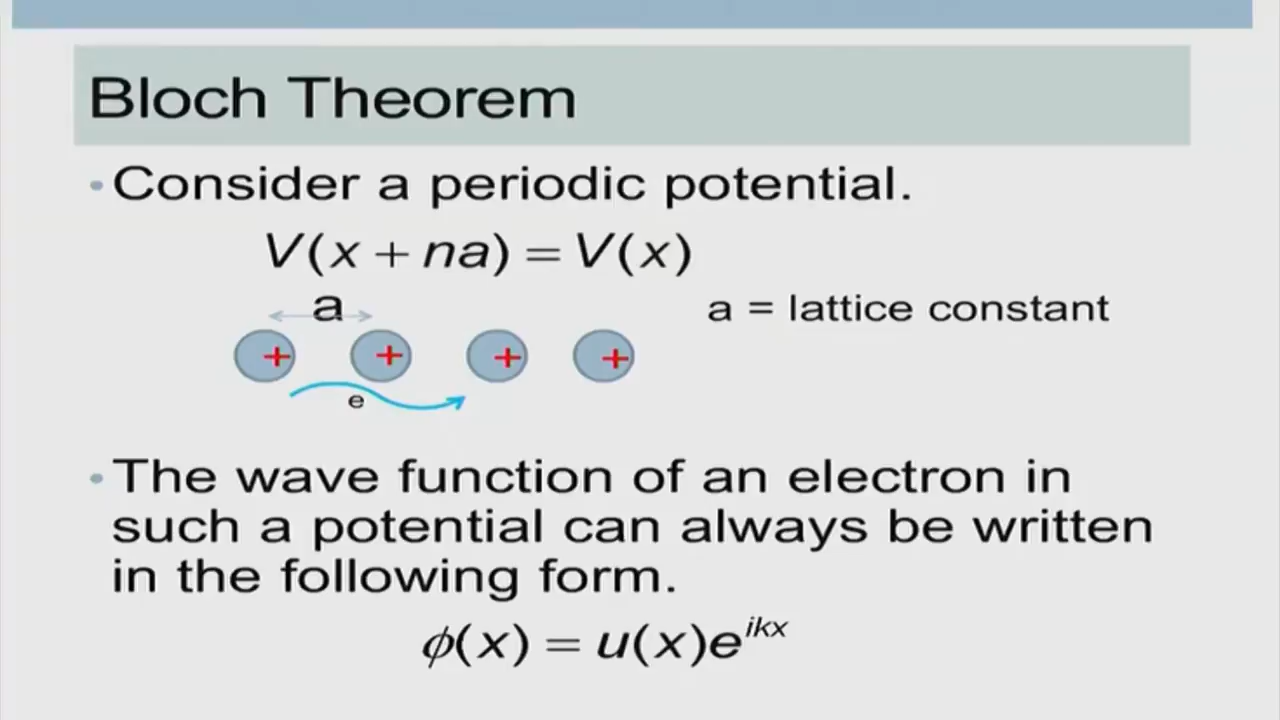 Bloch Theorem
• Consider a periodic potential.
V(x + na) = V(x)
a
a = lattice constant
+ + + +
e
• The wave function of an electron in
such a potential can always be written
in the following form.
ϕ(x) = u(x)e^{ikx}